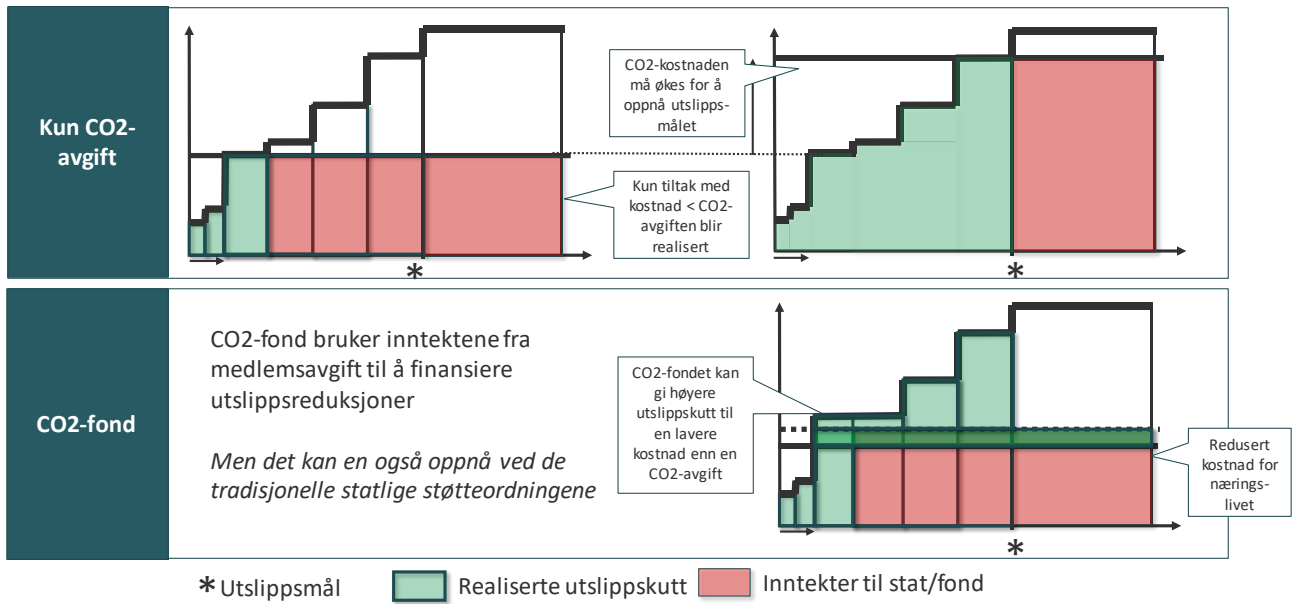 Kun CO2-
avgift
CO2-kostnaden
må økes for å
oppnå utslipps-
målet
Kun tiltak med
kostnad < CO2-
avgiften blir
realisert
*
*
CO2-fond
CO2-fond bruker inntektene fra
medlemsavgift til å finansiere
utslippsreduksjoner
Men det kan en også oppnå ved de
tradisjonelle statlige støtteordningene
CO2-fondet kan
gi høyere
utslippskutt til
en lavere
kostnad enn en
CO2-avgift
Redusert
kostnad for
nærings-
livet
*
* Utslippsmål
Realiserte utslippskutt
Inntekter til stat/fond